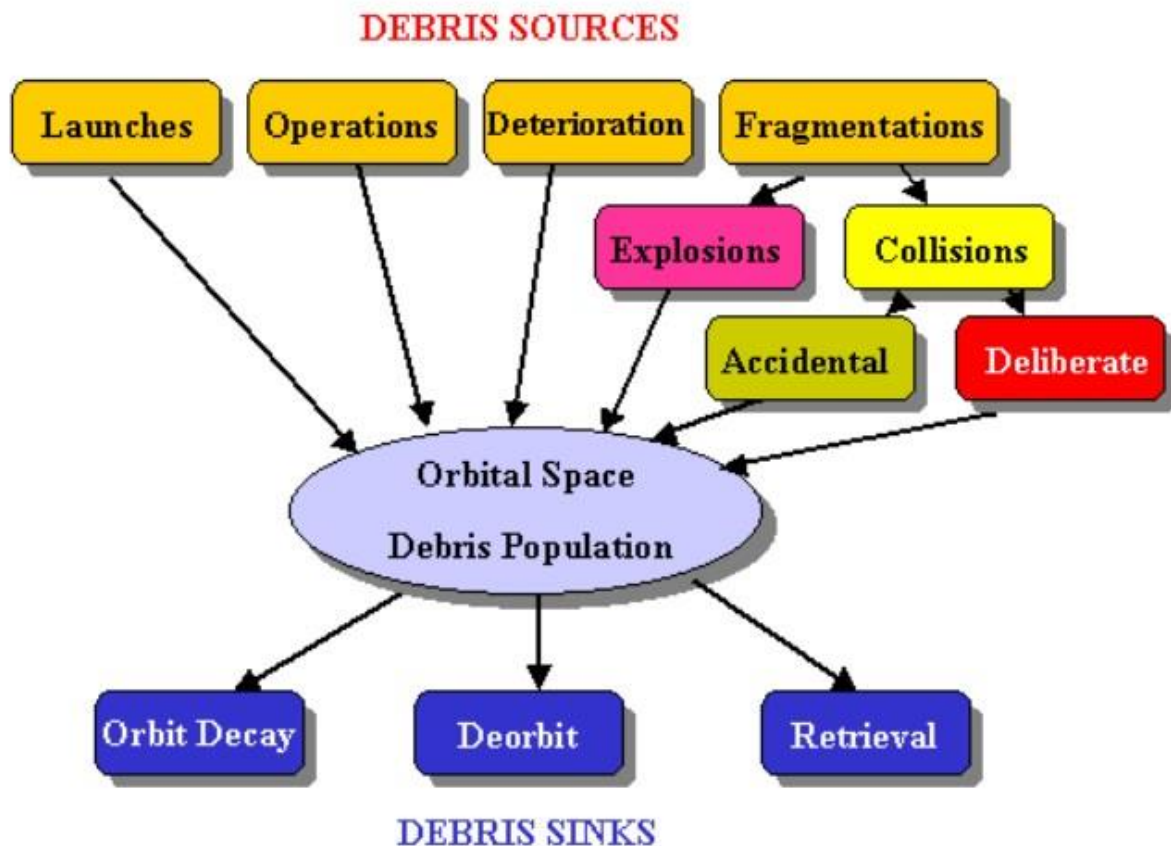 DEBRIS SOURCES
Launches
Operations
Deterioration
Fragmentations
Explosions
Collisions
Accidental
Deliberate
Orbital Space
Debris Population
Orbit Decay
Deorbit
Retrieval
DEBRIS SINKS